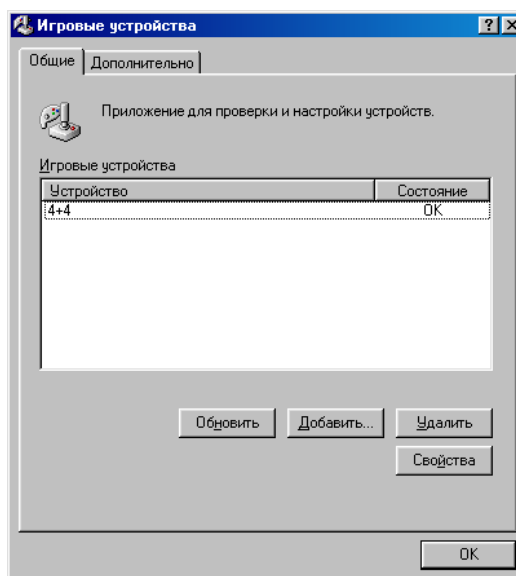 Игровые устройства
Общие Дополнительно
Приложение для проверки и настройки устройств.
Игровые устройства
Устройство Состояние
4+4 OK
Обновить Добавить... Удалить
Свойства
OK